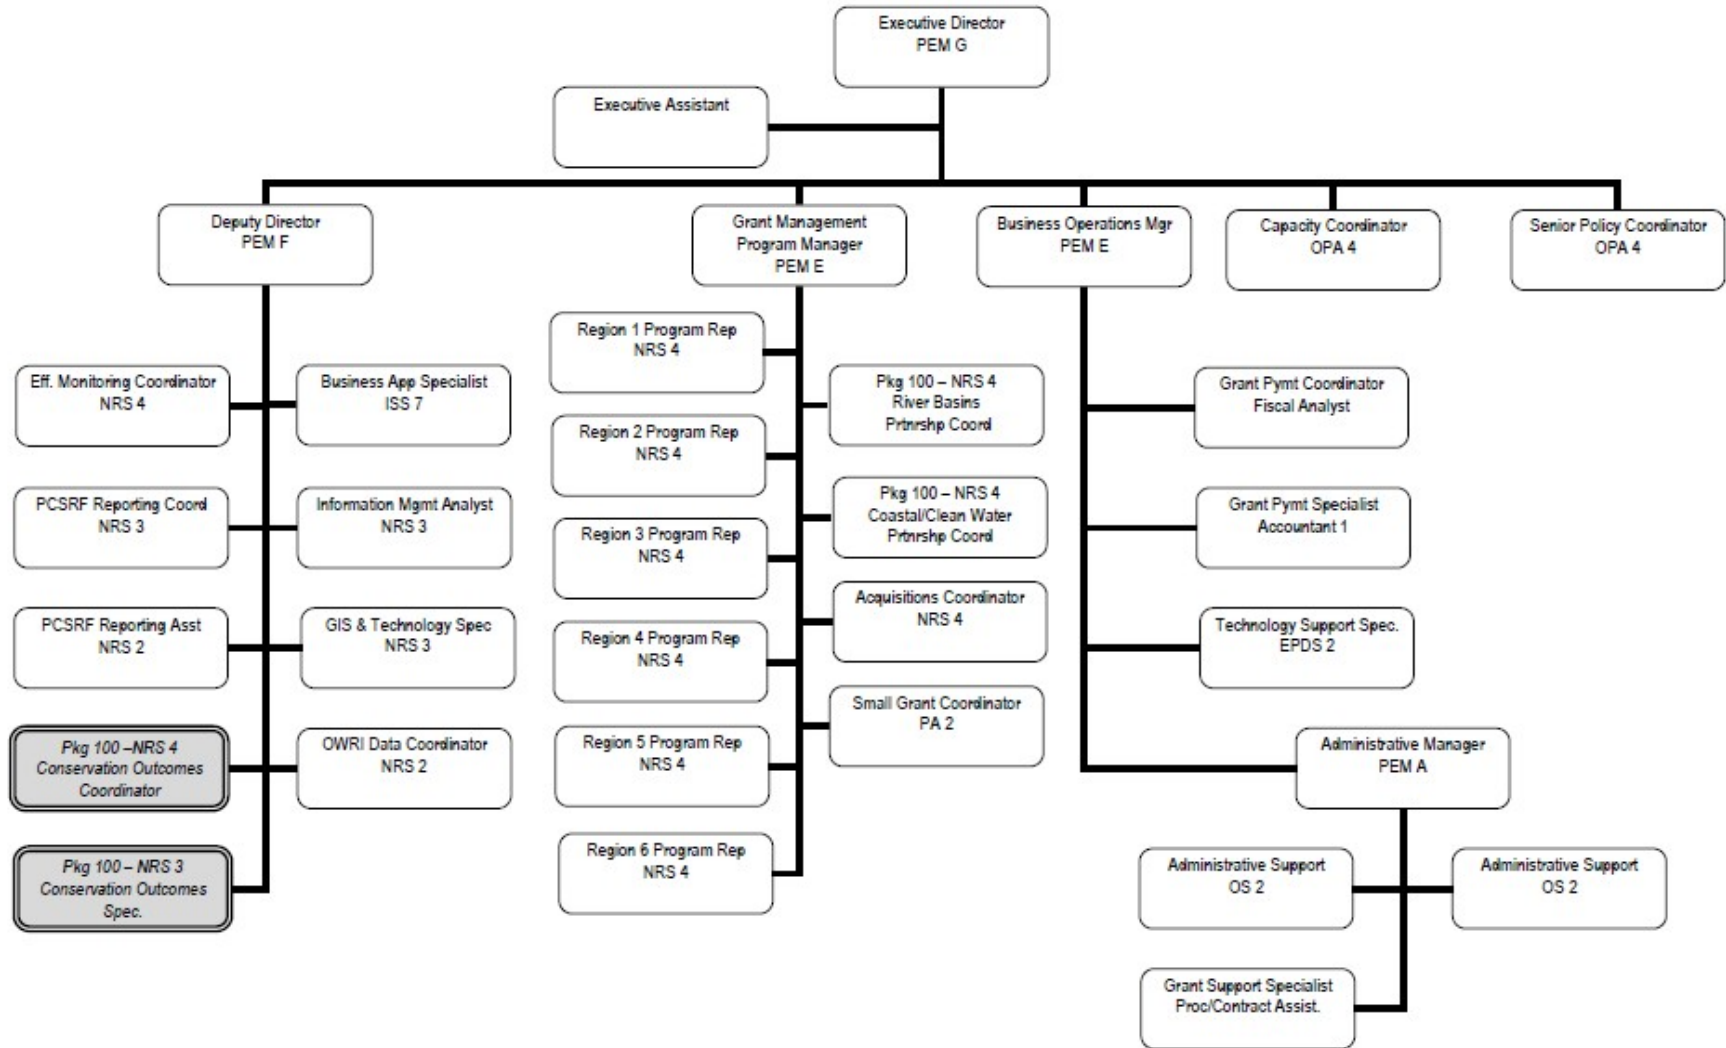 Executive Director
PEM G
Executive Assistant
Deputy Director
PEM F
Grant Management
Program Manager
PEM E
Business Operations Mgr
PEM E
Capacity Coordinator
OPA 4
Senior Policy Coordinator
OPA 4
Eff. Monitoring Coordinator
NRS 4
Business App Specialist
ISS 7
PCSRF Reporting Coord
NRS 3
Information Mgmt Analyst
NRS 3
PCSRF Reporting Asst
NRS 2
GIS & Technology Spec
NRS 3
Pkg 100 –NRS 4
Conservation Outcomes
Coordinator
OWRI Data Coordinator
NRS 2
Pkg 100 – NRS 3
Conservation Outcomes
Spec.
Region 1 Program Rep
NRS 4
Region 2 Program Rep
NRS 4
Region 3 Program Rep
NRS 4
Region 4 Program Rep
NRS 4
Region 5 Program Rep
NRS 4
Region 6 Program Rep
NRS 4
Pkg 100 – NRS 4
River Basins
Prtnrshp Coord
Pkg 100 – NRS 4
Coastal/Clean Water
Prtnrshp Coord
Acquisitions Coordinator
NRS 4
Small Grant Coordinator
PA 2
Grant Pymt Coordinator
Fiscal Analyst
Grant Pymt Specialist
Accountant 1
Technology Support Spec.
EPDS 2
Administrative Manager
PEM A
Administrative Support
OS 2
Administrative Support
OS 2
Grant Support Specialist
Proc/Contract Assist.